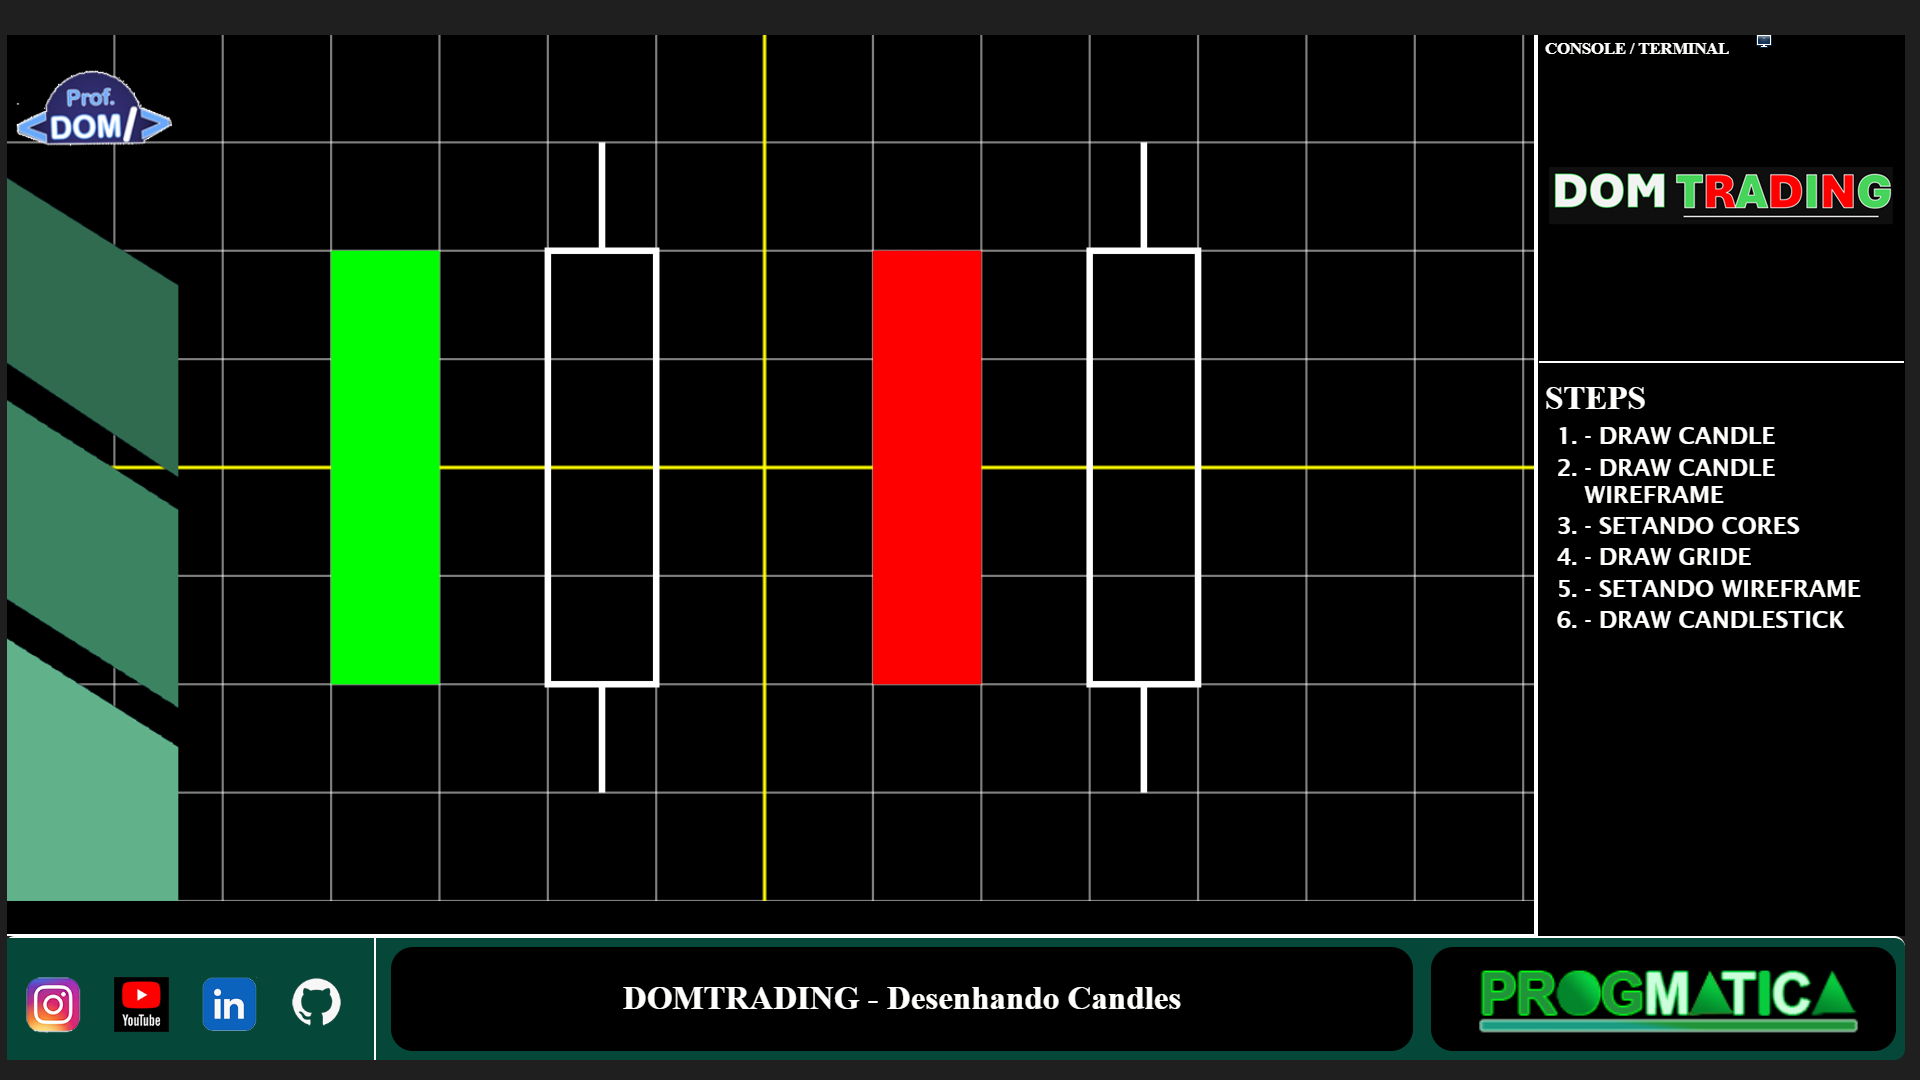 Prof.
<DOM/>
CONSOLE / TERMINAL
DOM TRADING
STEPS
1. - DRAW CANDLE
2. - DRAW CANDLE
WIREFRAME
3. - SETANDO CORES
4. - DRAW GRIDE
5. - SETANDO WIREFRAME
6. - DRAW CANDLESTICK
YouTube
in
DOMTRADING - Desenhando Candles
PROGMATICA